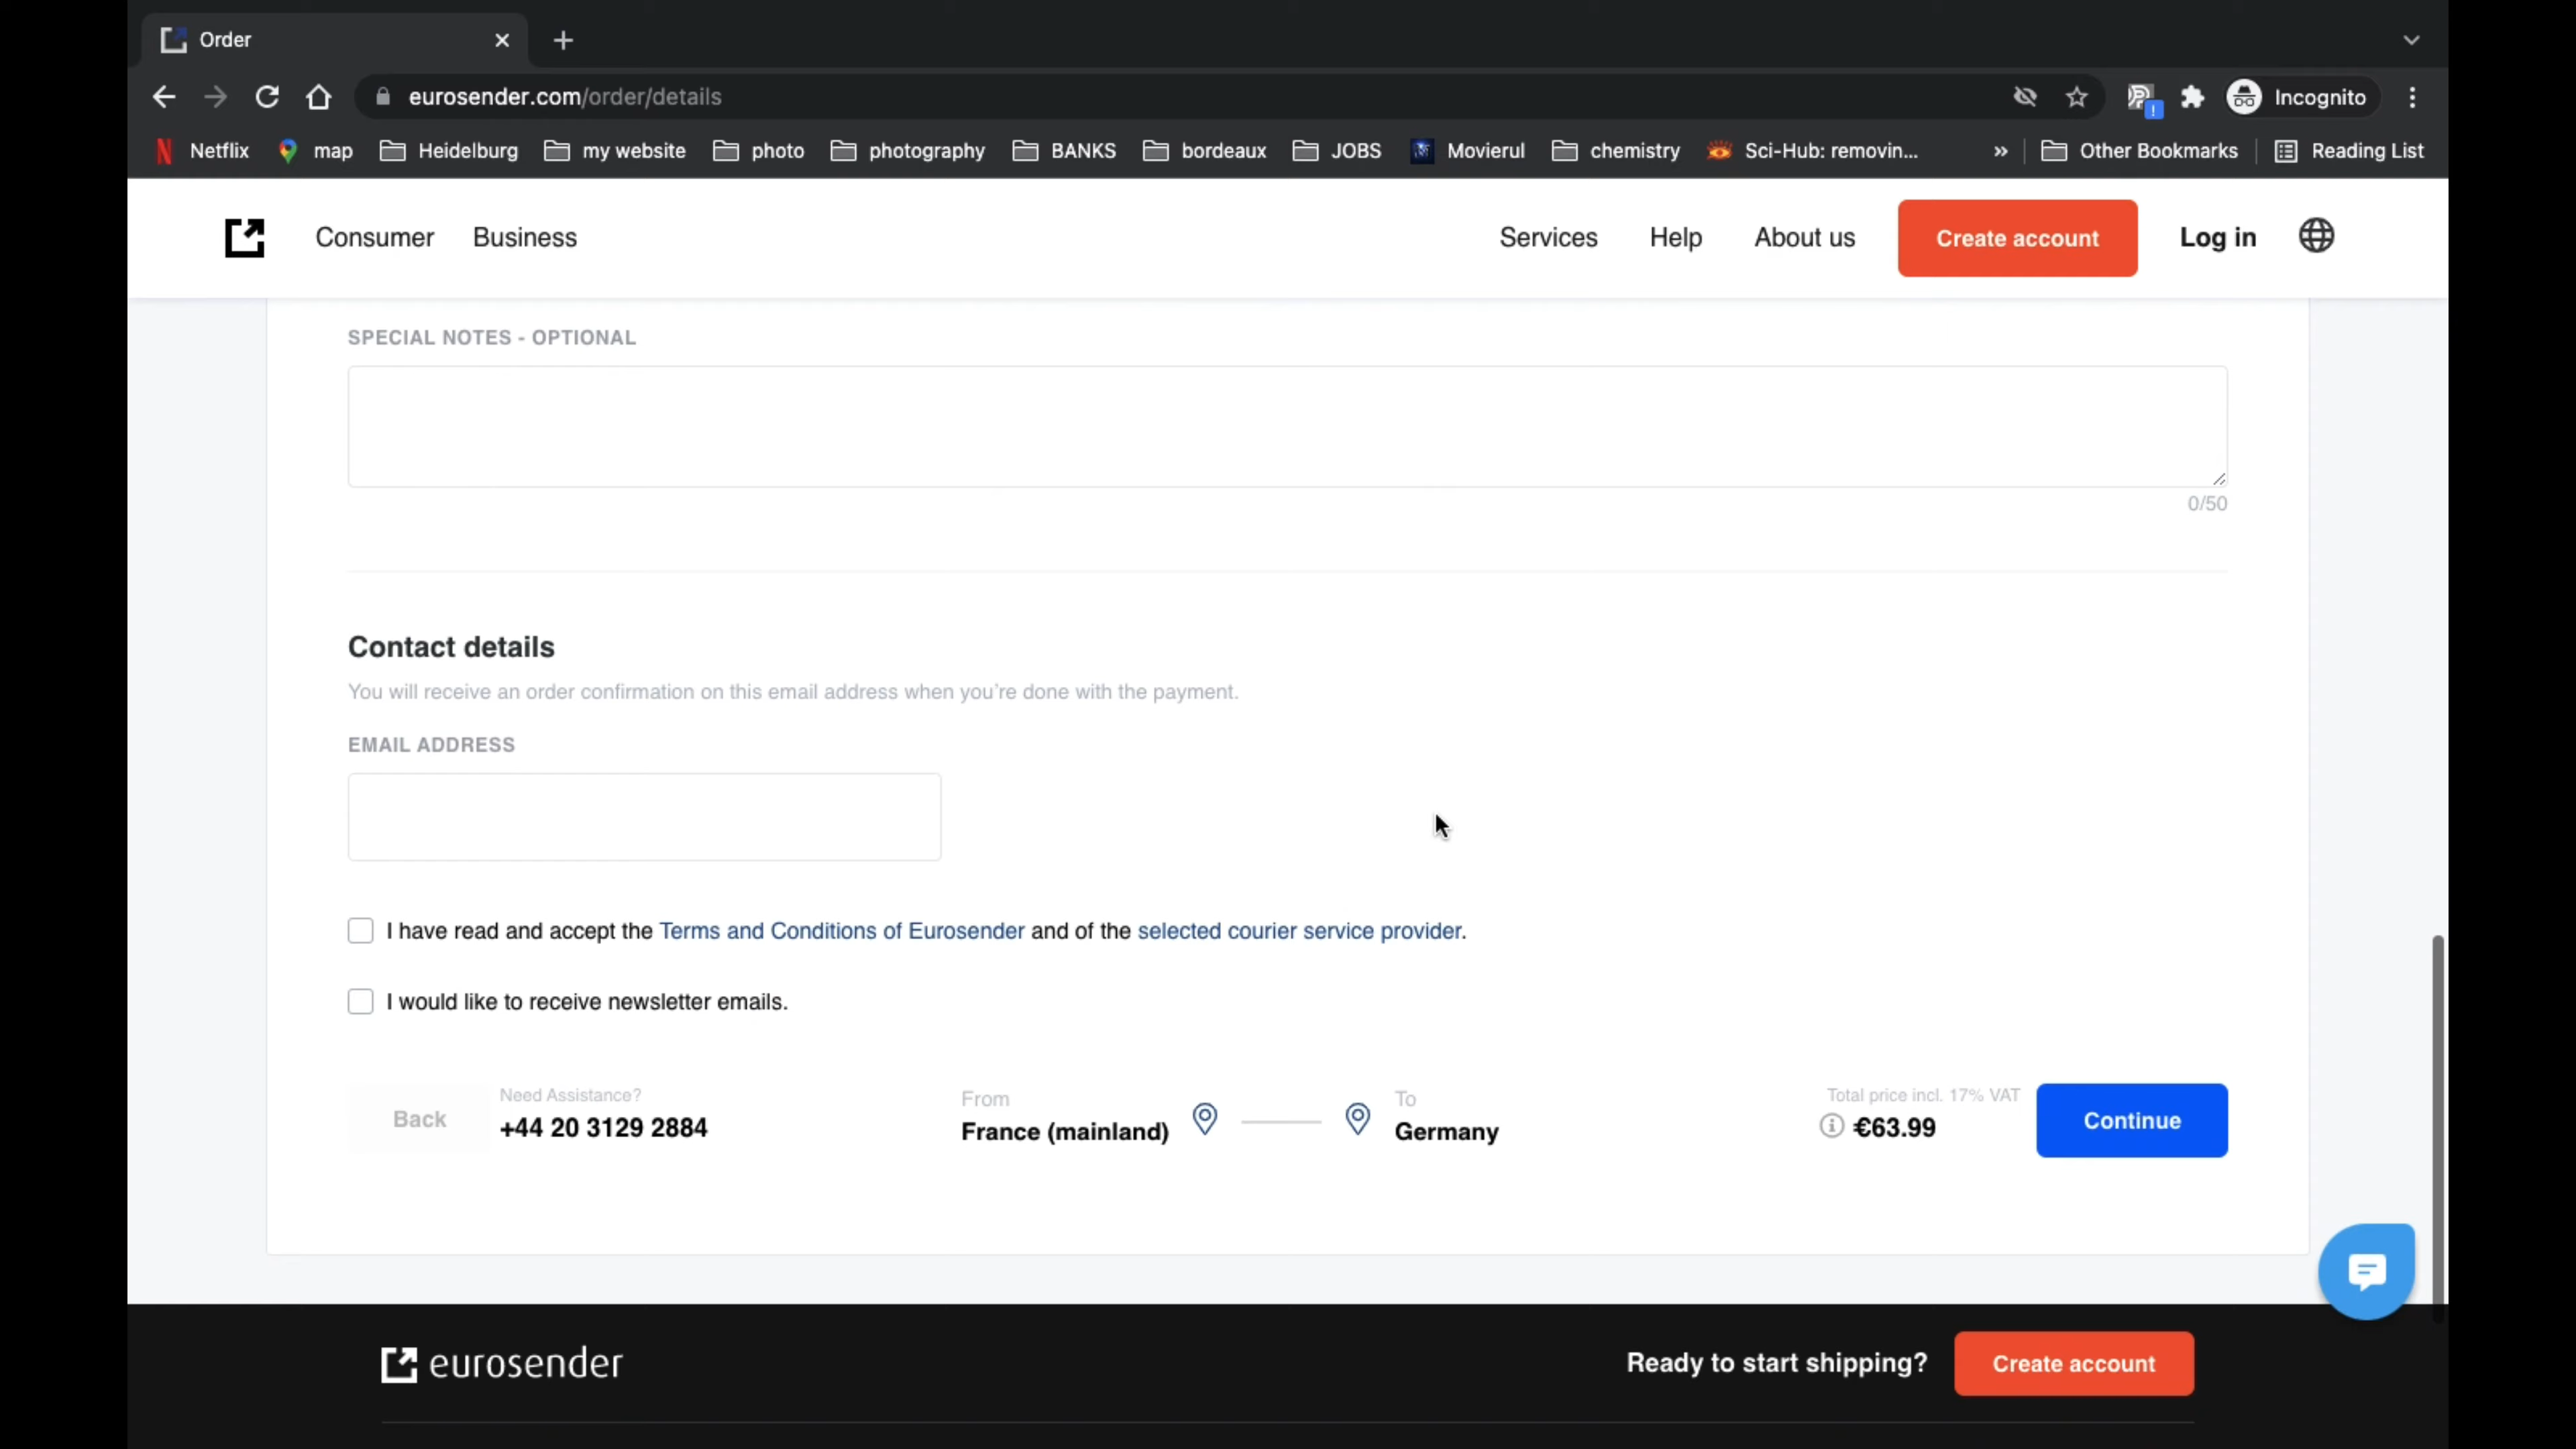 Order
eurosender.com/order/details
Incognito
Netflix map Heidelburg my website photo photography BANKS bordeaux JOBS Movierul chemistry Sci-Hub: removin... » Other Bookmarks Reading List
Consumer Business Services Help About us Create account Log in
SPECIAL NOTES - OPTIONAL
0/50
Contact details
You will receive an order confirmation on this email address when you're done with the payment.
EMAIL ADDRESS
I have read and accept the Terms and Conditions of Eurosender and of the selected courier service provider.
I would like to receive newsletter emails.
Back
Need Assistance?
+44 20 3129 2884
From
France (mainland)
To
Germany
Total price incl. 17% VAT
€63.99
Continue
eurosender
Ready to start shipping? Create account